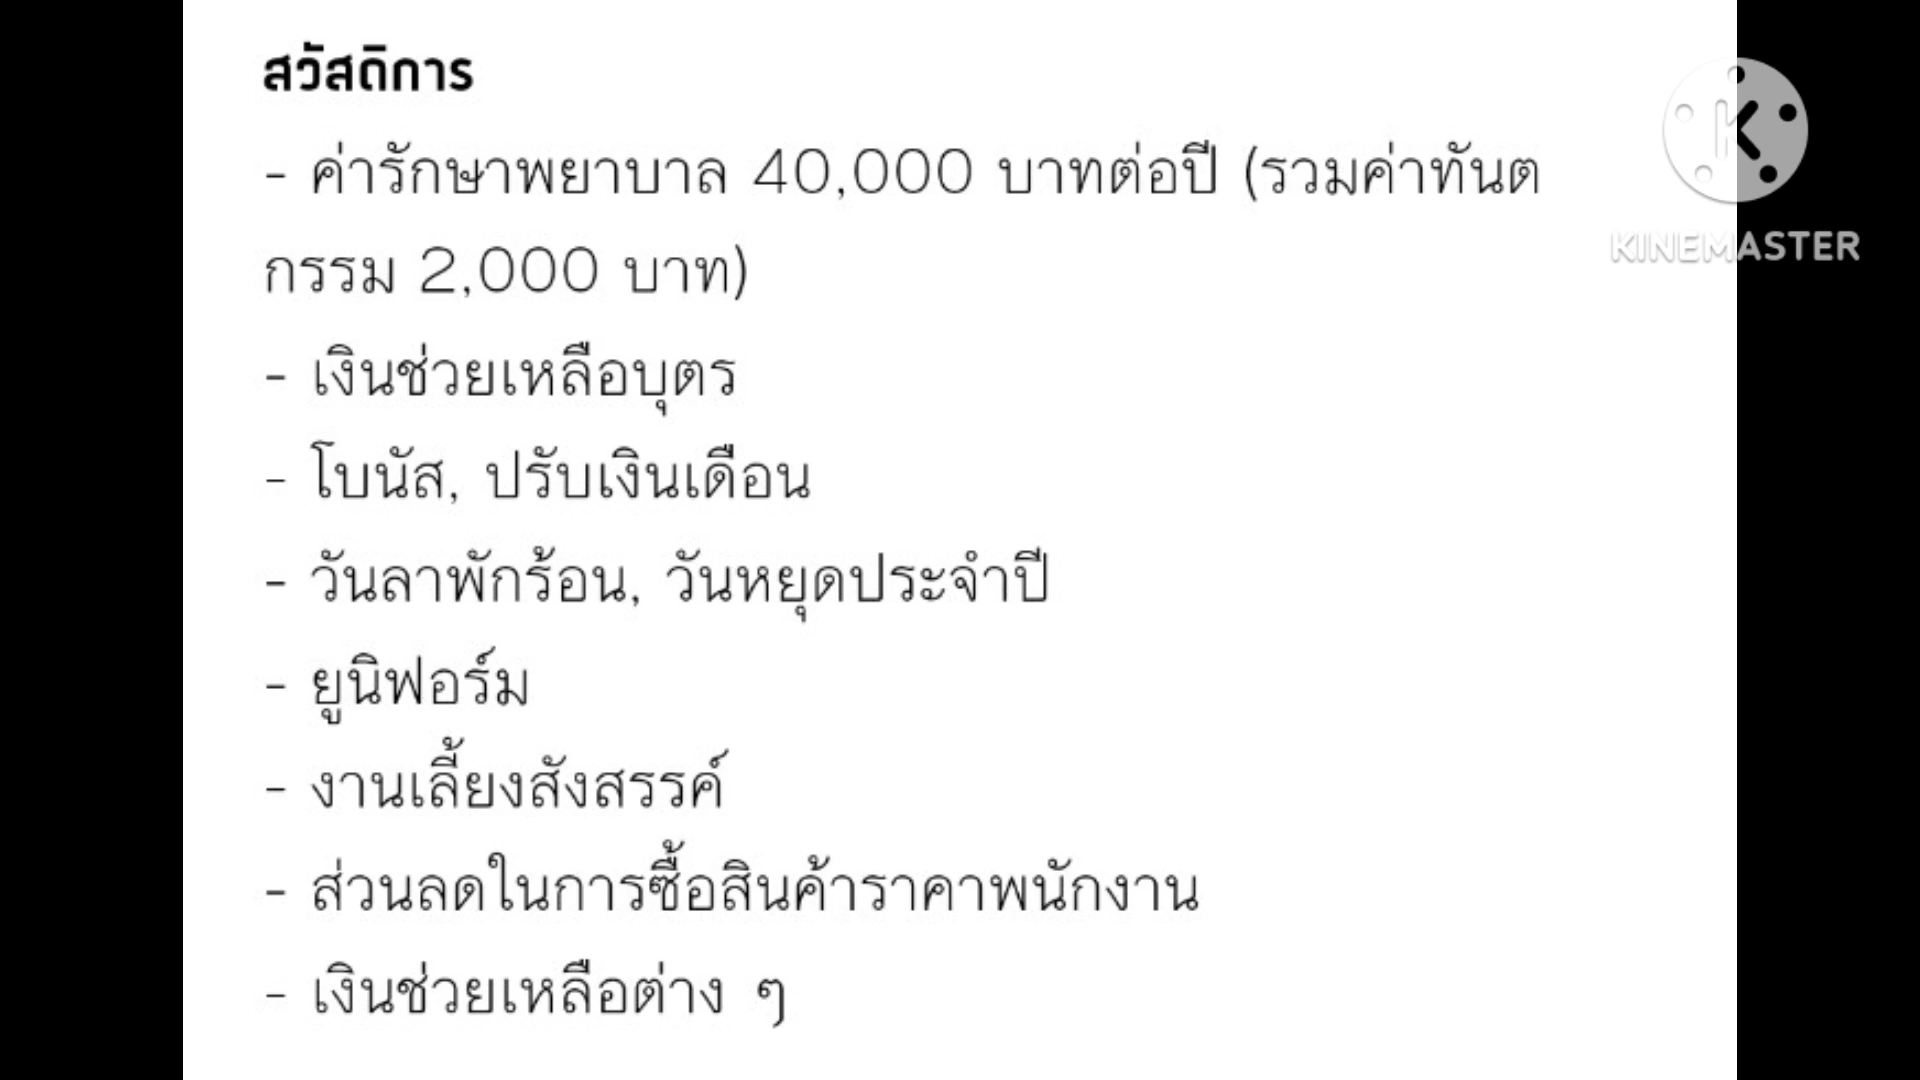 สวัสดิการ
- ค่ารักษาพยาบาล 40,000 บาทต่อปี (รวมค่าทันต
กรรม 2,000 บาท)
- เงินช่วยเหลือบุตร
- โบนัส, ปรับเงินเดือน
- วันลาพักร้อน, วันหยุดประจำปี
- ยูนิฟอร์ม
- งานเลี้ยงสังสรรค์
- ส่วนลดในการซื้อสินค้าราคาพนักงาน
- เงินช่วยเหลือต่าง ๆ
K
KINEMASTER